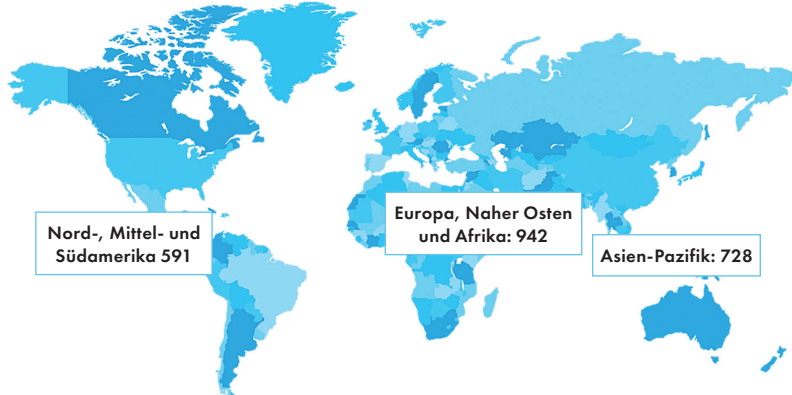 Nord-, Mittel- und
Südamerika 591
Europa, Naher Osten
und Afrika: 942
Asien-Pazifik: 728